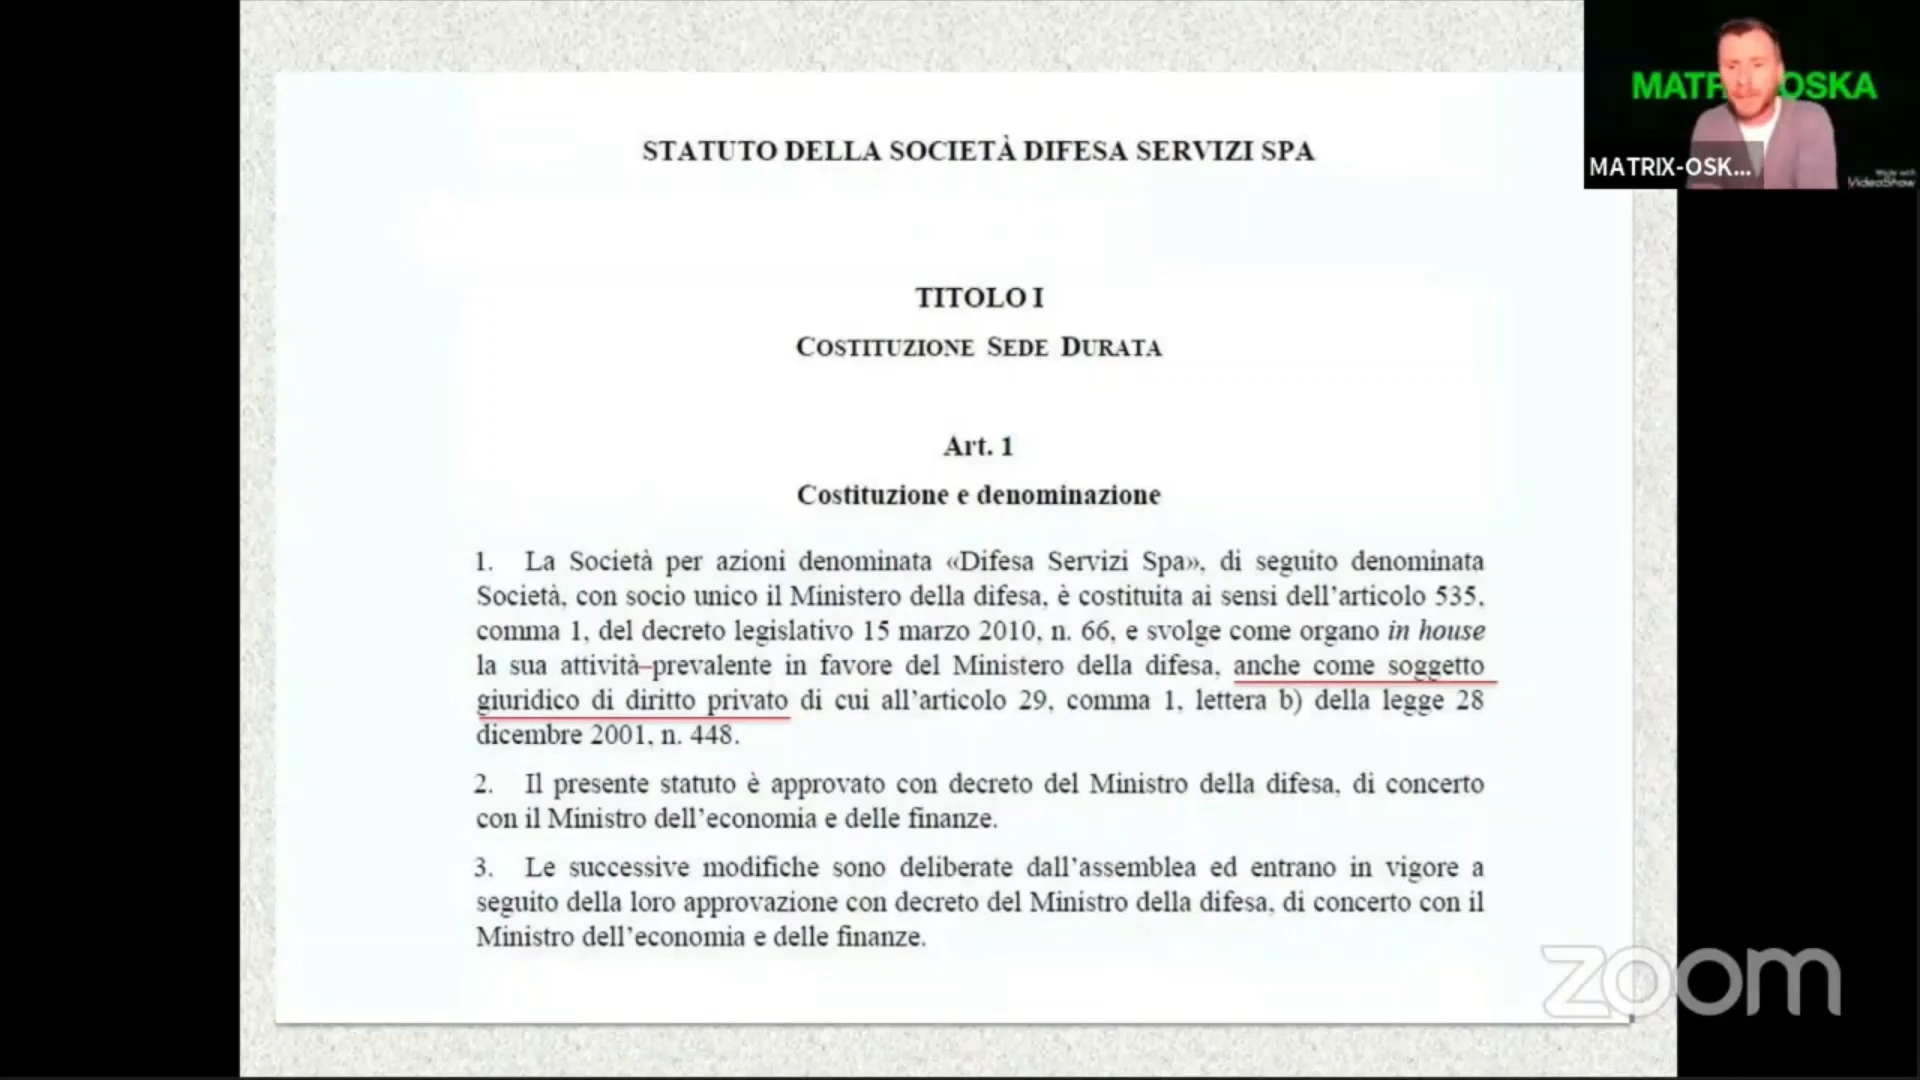 STATUTO DELLA SOCIETÀ DIFESA SERVIZI SPA
TITOLO I
COSTITUZIONE SEDE DURATA
Art. 1
Costituzione e denominazione
1. La Società per azioni denominata «Difesa Servizi Spa», di seguito denominata
Società, con socio unico il Ministero della difesa, è costituita ai sensi dell'articolo 535,
comma 1, del decreto legislativo 15 marzo 2010, n. 66, e svolge come organo in house
la sua attività prevalente in favore del Ministero della difesa, anche come soggetto
giuridico di diritto privato di cui all'articolo 29, comma 1, lettera b) della legge 28
dicembre 2001, n. 448.
2. Il presente statuto è approvato con decreto del Ministro della difesa, di concerto
con il Ministro dell'economia e delle finanze.
3. Le successive modifiche sono deliberate dall'assemblea ed entrano in vigore a
seguito della loro approvazione con decreto del Ministro della difesa, di concerto con il
Ministro dell'economia e delle finanze.
OSKA
MATRIX-OSK...
Made with
VideoShow
zoom